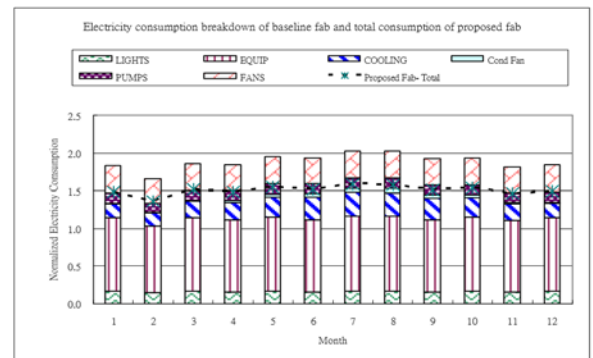 Electricity consumption breakdown of baseline fab and total consumption of proposed fab
LIGHTS EQUIP COOLING Cond Fan
PUMPS FANS Proposed Fab- Total
Normalized Electricity Consumption
2.5
2.0
1.5
1.0
0.5
0.0
1 2 3 4 5 6 7 8 9 10 11 12
Month